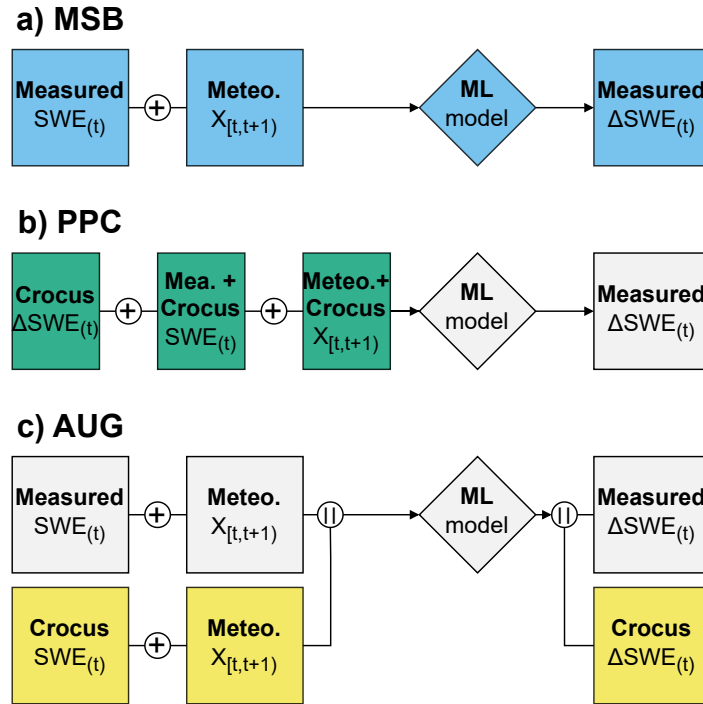 a) MSB
Measured
SWE(t)
+
Meteo.
X[t,t+1)
ML
model
Measured
ΔSWE(t)
b) PPC
Crocus
ΔSWE(t)
+
Mea. +
Crocus
SWE(t)
+
Meteo.+
Crocus
X[t,t+1)
ML
model
Measured
ΔSWE(t)
c) AUG
Measured
SWE(t)
+
Meteo.
X[t,t+1)
||
ML
model
||
Measured
ΔSWE(t)
Crocus
SWE(t)
+
Meteo.
X[t,t+1)
Crocus
ΔSWE(t)